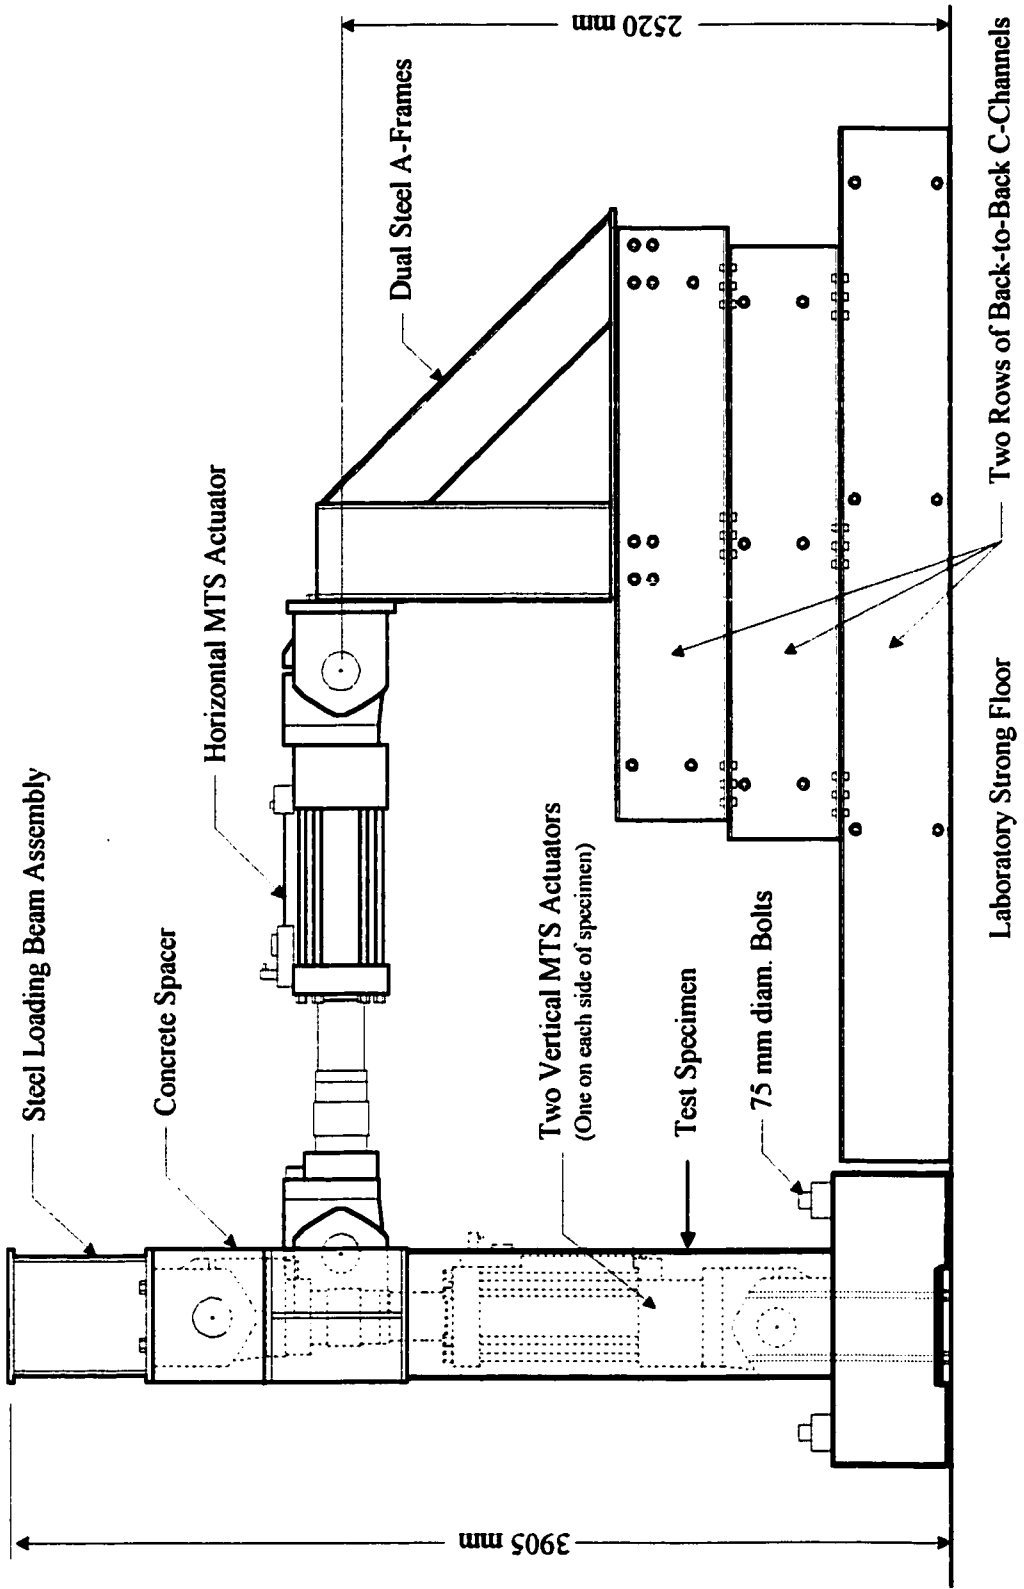 Steel Loading Beam Assembly
Concrete Spacer
Horizontal MTS Actuator
Dual Steel A-Frames
2520 mm
3905 mm
Two Vertical MTS Actuators
(One on each side of specimen)
Test Specimen
75 mm diam. Bolts
Laboratory Strong Floor
Two Rows of Back-to-Back C-Channels